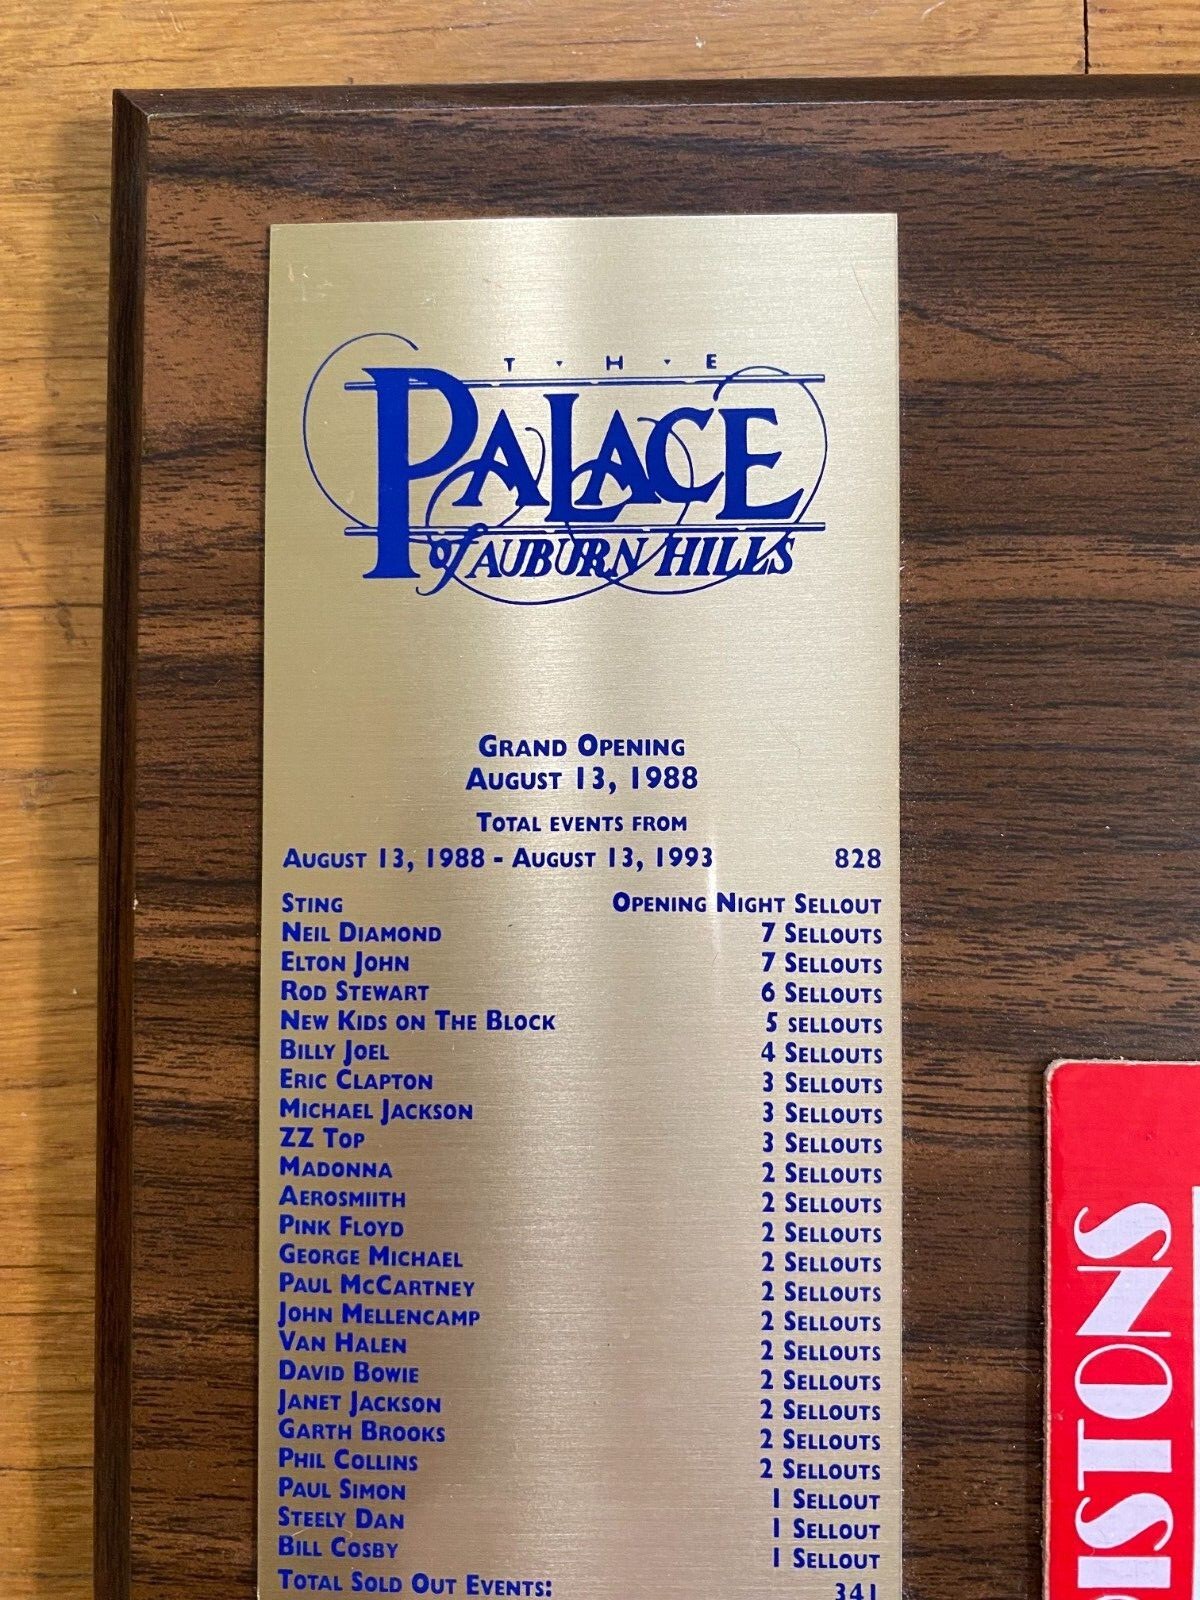 T · H · E
PALACE
of AUBURN HILLS
GRAND OPENING
AUGUST 13, 1988
TOTAL EVENTS FROM
AUGUST 13, 1988 - AUGUST 13, 1993 828
STING OPENING NIGHT SELLOUT
NEIL DIAMOND 7 SELLOUTS
ELTON JOHN 7 SELLOUTS
ROD STEWART 6 SELLOUTS
NEW KIDS ON THE BLOCK 5 SELLOUTS
BILLY JOEL 4 SELLOUTS
ERIC CLAPTON 3 SELLOUTS
MICHAEL JACKSON 3 SELLOUTS
ZZ TOP 3 SELLOUTS
MADONNA 2 SELLOUTS
AEROSMIITH 2 SELLOUTS
PINK FLOYD 2 SELLOUTS
GEORGE MICHAEL 2 SELLOUTS
PAUL MCCARTNEY 2 SELLOUTS
JOHN MELLENCAMP 2 SELLOUTS
VAN HALEN 2 SELLOUTS
DAVID BOWIE 2 SELLOUTS
JANET JACKSON 2 SELLOUTS
GARTH BROOKS 2 SELLOUTS
PHIL COLLINS 2 SELLOUTS
PAUL SIMON 1 SELLOUT
STEELY DAN 1 SELLOUT
BILL COSBY 1 SELLOUT
TOTAL SOLD OUT EVENTS: 341
PISTONS